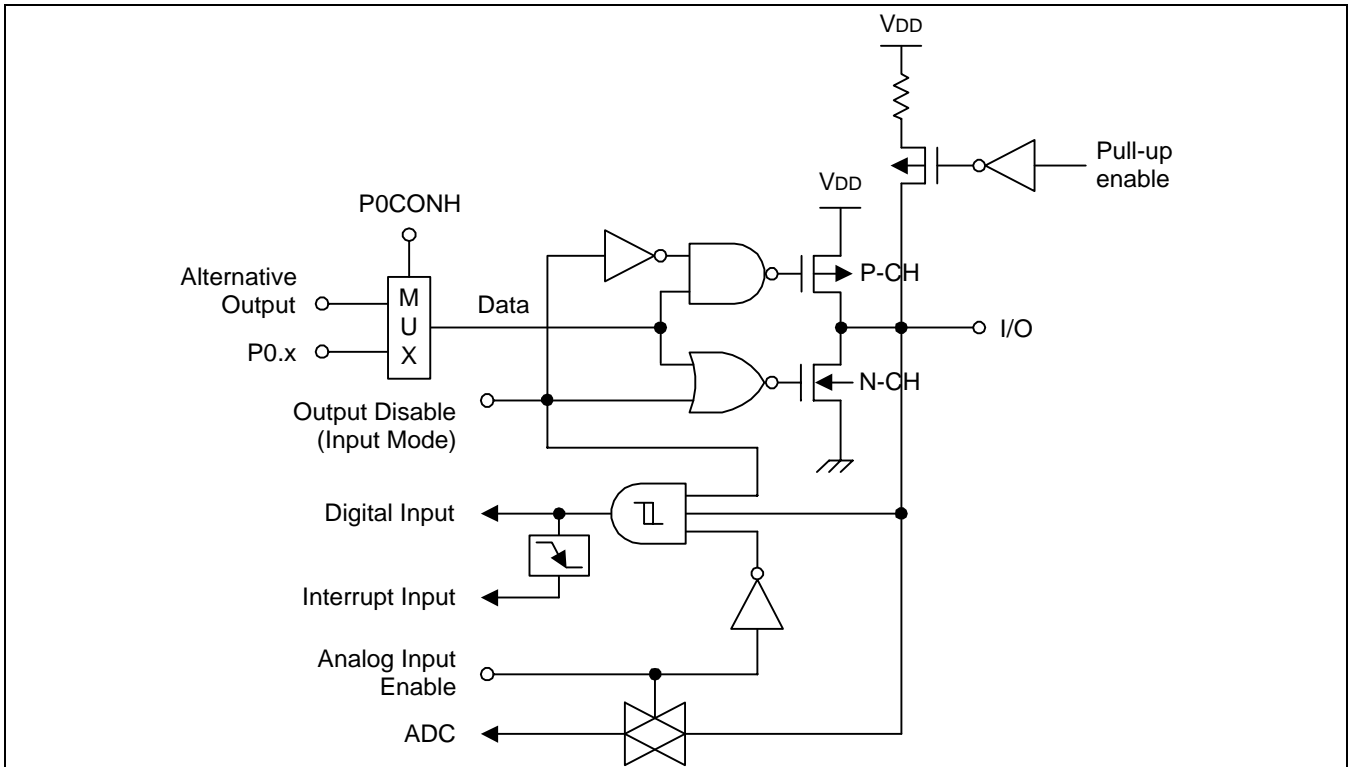 VDD
Pull-up
enable
VDD
P0CONH
P-CH
Alternative
Output
M
U
X
Data
I/O
P0.x
N-CH
Output Disable
(Input Mode)
Digital Input
Interrupt Input
Analog Input
Enable
ADC